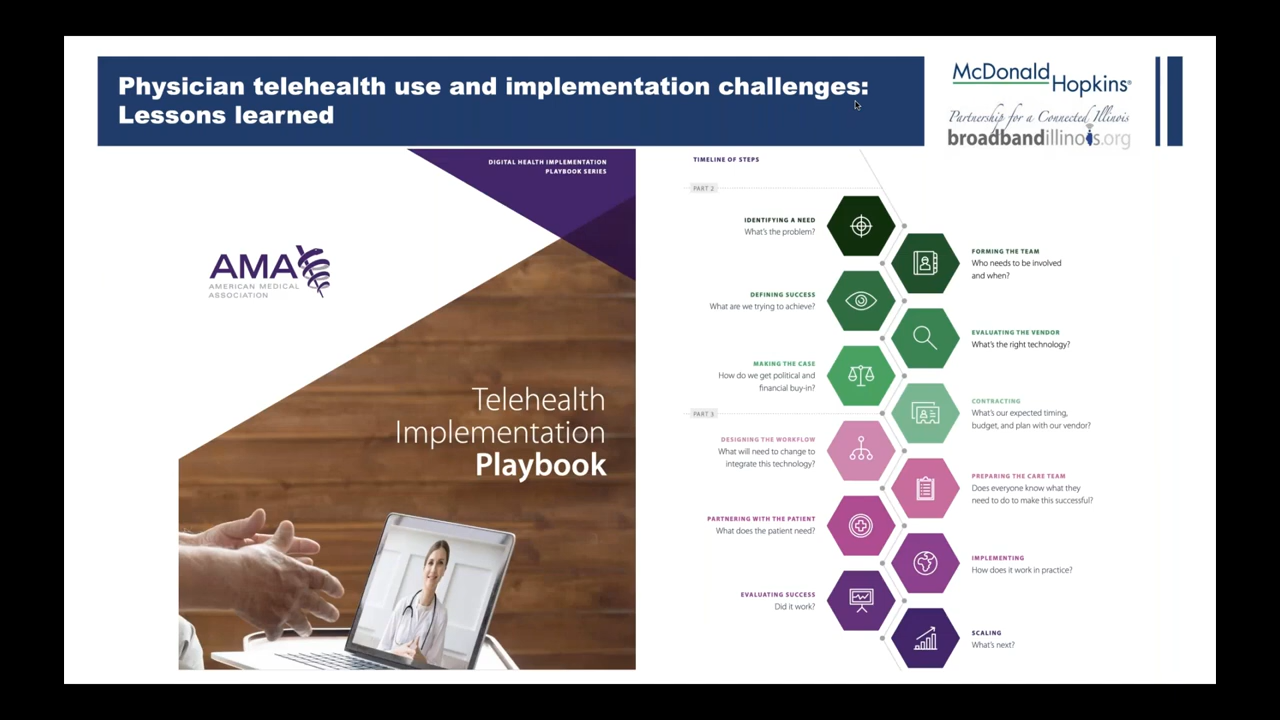 Physician telehealth use and implementation challenges:
Lessons learned
McDonald
Hopkins®
Partnership for a Connected Illinois
broadbandillinois.org
DIGITAL HEALTH IMPLEMENTATION
PLAYBOOK SERIES
AMA
AMERICAN MEDICAL
ASSOCIATION
Telehealth
Implementation
Playbook
TIMELINE OF STEPS
PART 2
IDENTIFYING A NEED
What's the problem?
FORMING THE TEAM
Who needs to be involved
and when?
DEFINING SUCCESS
What are we trying to achieve?
EVALUATING THE VENDOR
What's the right technology?
MAKING THE CASE
How do we get political and
financial buy-in?
CONTRACTING
What's our expected timing,
budget, and plan with our vendor?
PART 3
DESIGNING THE WORKFLOW
What will need to change to
integrate this technology?
PREPARING THE CARE TEAM
Does everyone know what they
need to do to make this successful?
PARTNERING WITH THE PATIENT
What does the patient need?
IMPLEMENTING
How does it work in practice?
EVALUATING SUCCESS
Did it work?
SCALING
What's next?